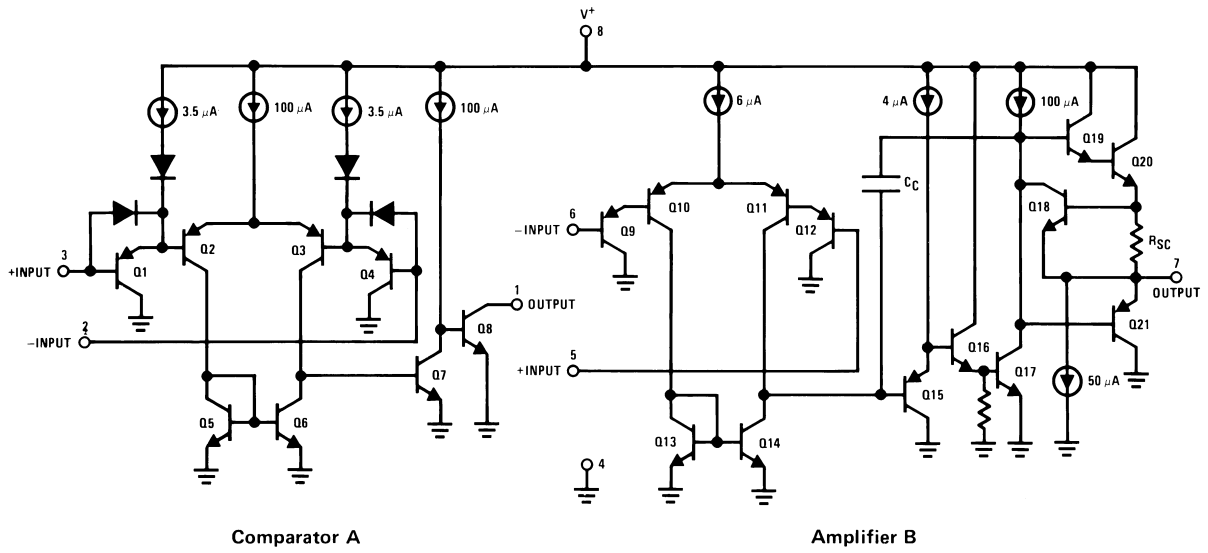 V+
8
3.5 μA
100 μA
3.5 μA
100 μA
6 μA
4 μA
100 μA
Q19
Q20
CC
Q2
Q3
Q10
Q11
Q18
6
-INPUT
Q9
Q12
RSC
3
+INPUT
Q1
Q4
7
OUTPUT
1
OUTPUT
2
-INPUT
Q8
Q7
5
+INPUT
Q16
Q21
Q15
Q17
50 μA
Q5
Q6
Q13
Q14
4
Comparator A
Amplifier B